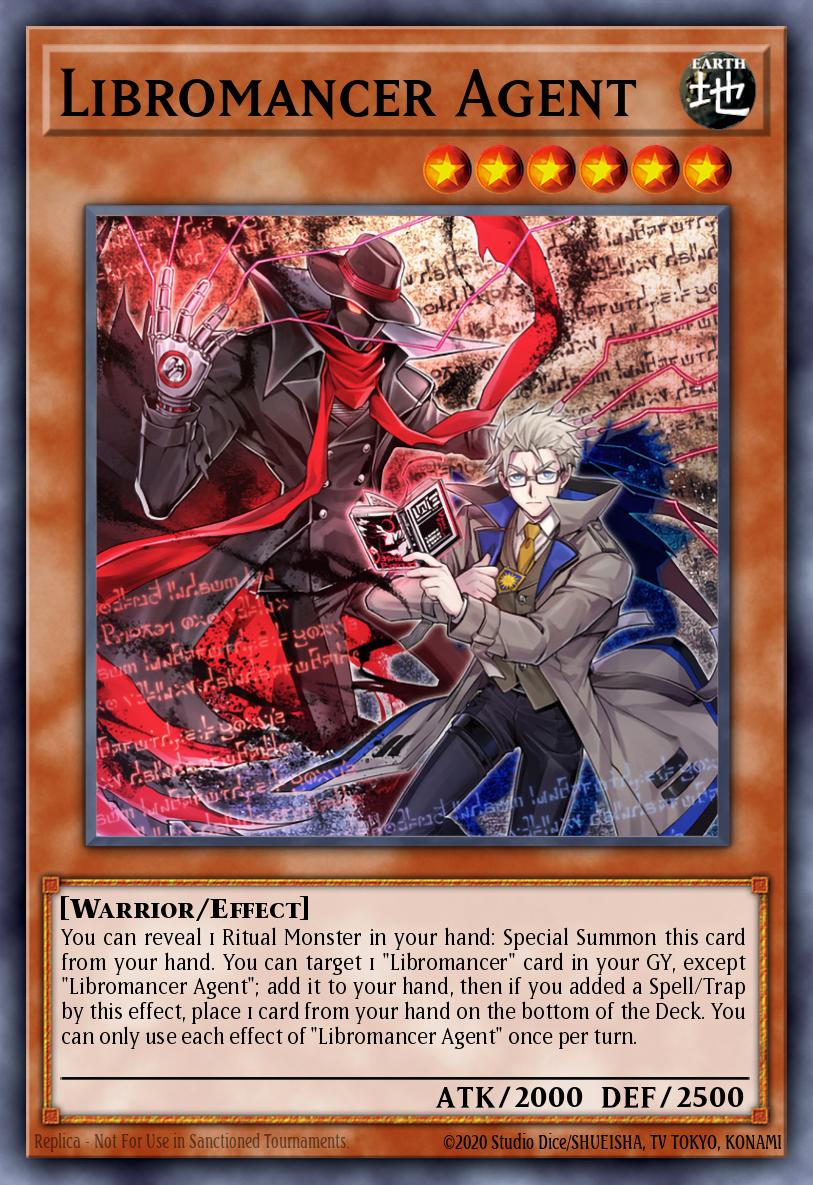 LIBROMANCER AGENT
EARTH
地
[WARRIOR/EFFECT]
You can reveal 1 Ritual Monster in your hand: Special Summon this card
from your hand. You can target 1 "Libromancer" card in your GY, except
"Libromancer Agent"; add it to your hand, then if you added a Spell/Trap
by this effect, place 1 card from your hand on the bottom of the Deck. You
can only use each effect of "Libromancer Agent" once per turn.
ATK/2000 DEF/2500
Replica - Not For Use in Sanctioned Tournaments.
©2020 Studio Dice/SHUEISHA, TV TOKYO, KONAMI